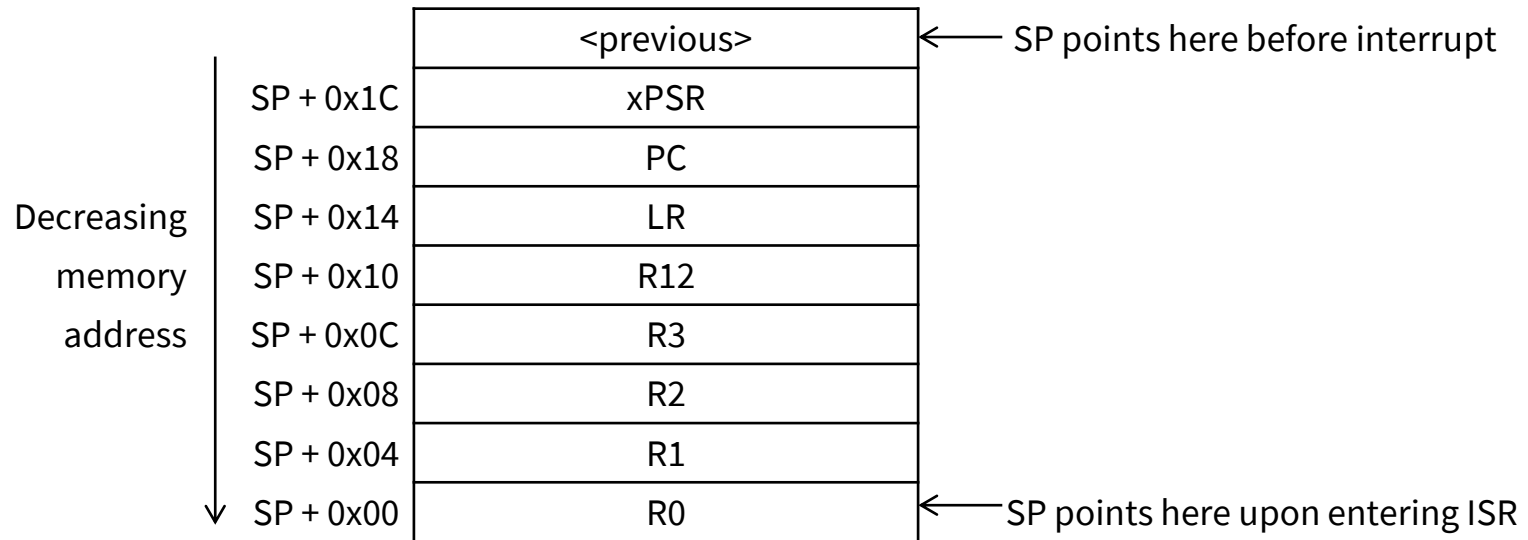 <previous>
SP points here before interrupt
SP + 0x1C
xPSR
SP + 0x18
PC
Decreasing
memory
address
SP + 0x14
LR
SP + 0x10
R12
SP + 0x0C
R3
SP + 0x08
R2
SP + 0x04
R1
SP + 0x00
R0
SP points here upon entering ISR